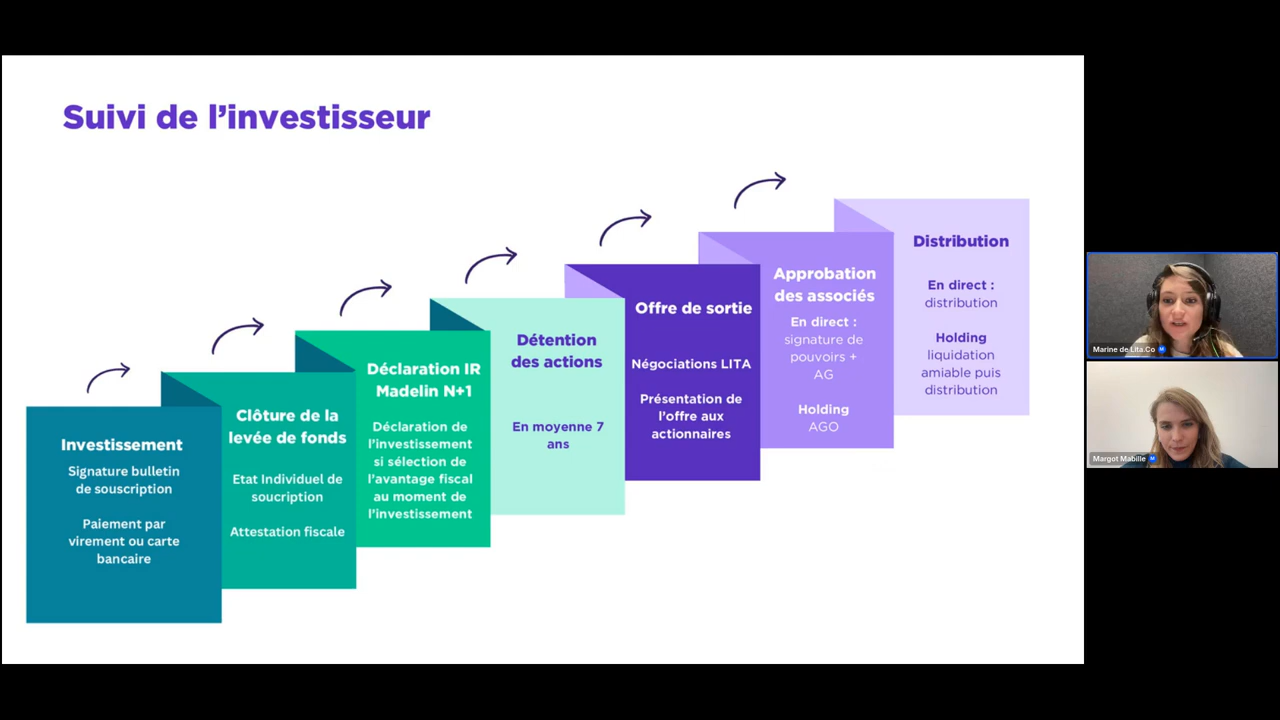 Suivi de l'investisseur
Investissement
Signature bulletin
de souscription
Paiement par
virement ou carte
bancaire
Clôture de la
levée de fonds
Etat Individuel de
soucription
Attestation fiscale
Déclaration IR
Madelin N+1
Déclaration de
l'investissement
si sélection de
l'avantage fiscal
au moment de
l'investissement
Détention
des actions
En moyenne 7
ans
Offre de sortie
Négociations LITA
Présentation de
l'offre aux
actionnaires
Approbation
des associés
En direct :
signature de
pouvoirs +
AG
Holding
AGO
Distribution
En direct :
distribution
Holding
liquidation
amiable puis
distribution
Marine de Lita.Co
Margot Mabille